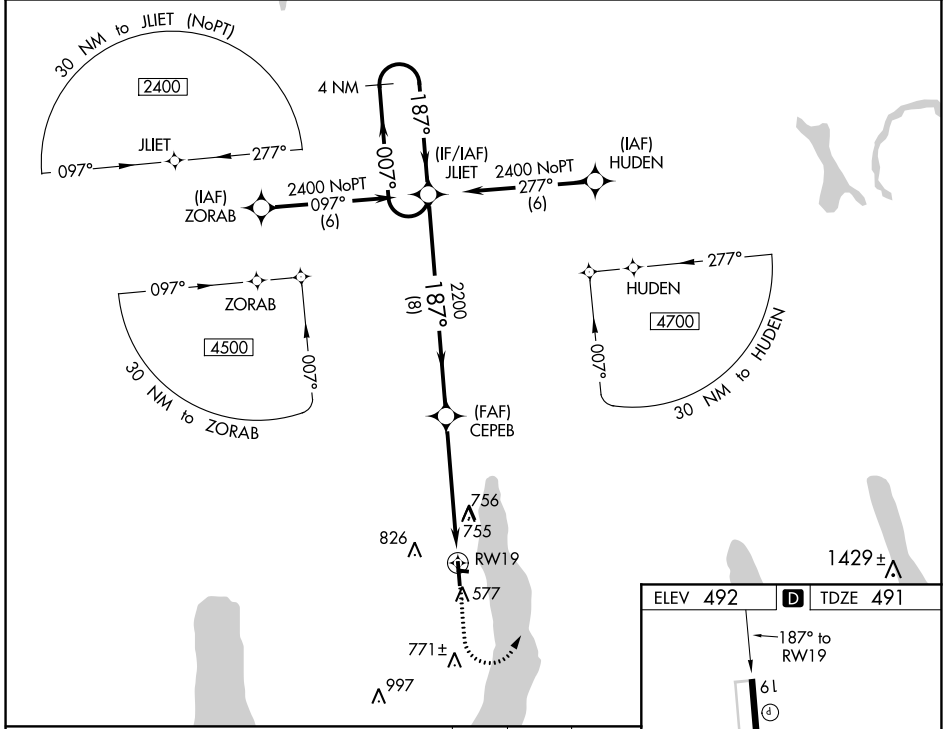 30 NM to JLIET (NoPT)
2400
JLIET
097°
277°
4 NM
187°
007°
(IF/IAF)
JLIET
(IAF)
HUDEN
2400 NoPT
277°
(6)
(IAF)
ZORAB
2400 NoPT
097°
(6)
097°
ZORAB
4500
007°
30 NM to ZORAB
2200
187°
(8)
277°
HUDEN
4700
007°
30 NM to HUDEN
(FAF)
CEPEB
756
755
826
RW19
577
771±
997
1429±
ELEV 492 D TDZE 491
187° to
RW19
19
P